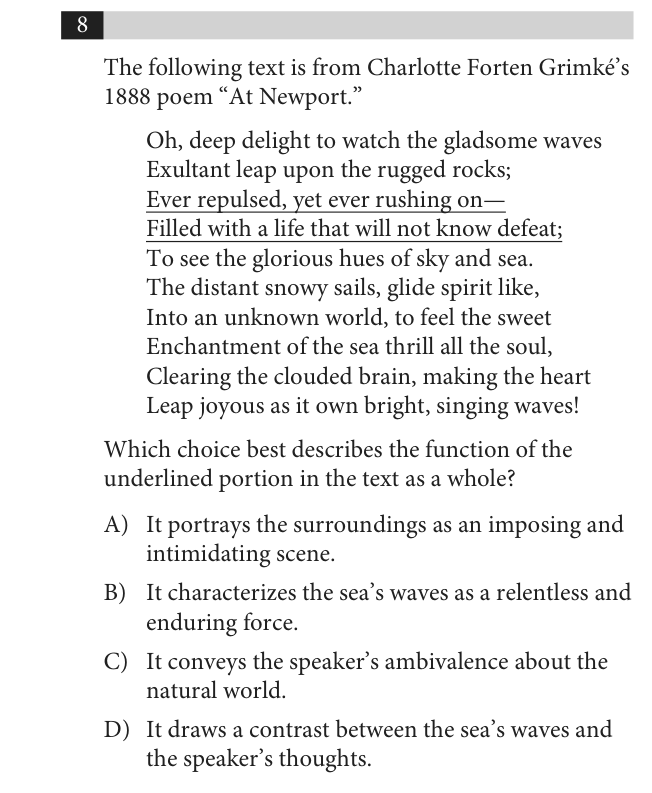 8
The following text is from Charlotte Forten Grimké’s
1888 poem “At Newport.”
Oh, deep delight to watch the gladsome waves
Exultant leap upon the rugged rocks;
Ever repulsed, yet ever rushing on—
Filled with a life that will not know defeat;
To see the glorious hues of sky and sea.
The distant snowy sails, glide spirit like,
Into an unknown world, to feel the sweet
Enchantment of the sea thrill all the soul,
Clearing the clouded brain, making the heart
Leap joyous as it own bright, singing waves!
Which choice best describes the function of the
underlined portion in the text as a whole?
A) It portrays the surroundings as an imposing and
intimidating scene.
B) It characterizes the sea’s waves as a relentless and
enduring force.
C) It conveys the speaker’s ambivalence about the
natural world.
D) It draws a contrast between the sea’s waves and
the speaker’s thoughts.